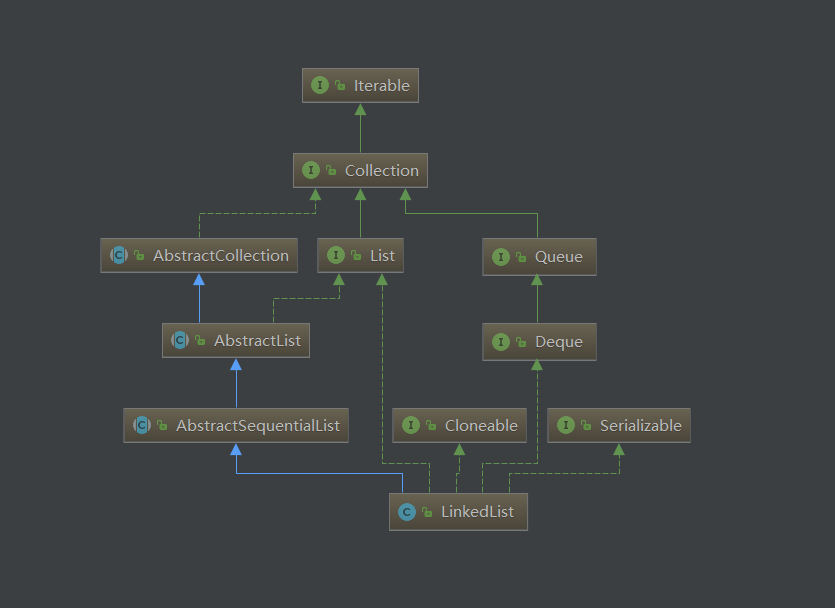 I Iterable
I Collection
C AbstractCollection
I List
I Queue
C AbstractList
I Deque
C AbstractSequentialList
I Cloneable
I Serializable
C LinkedList